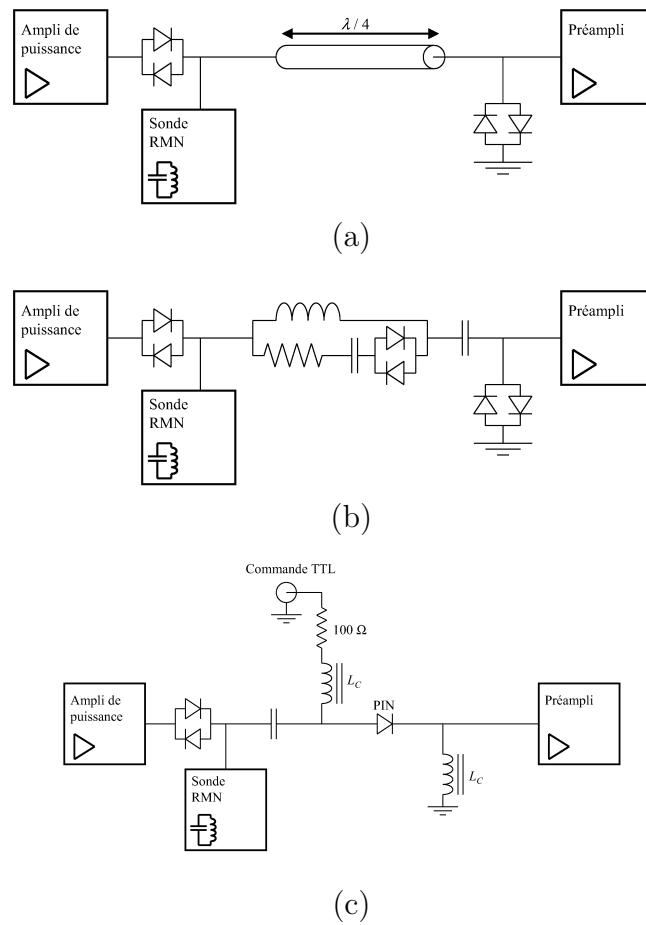 Ampli de
puissance
λ / 4
Préampli
Sonde
RMN
(a)
Ampli de
puissance
Préampli
Sonde
RMN
(b)
Commande TTL
100 Ω
L_C
PIN
Ampli de
puissance
Préampli
L_C
Sonde
RMN
(c)